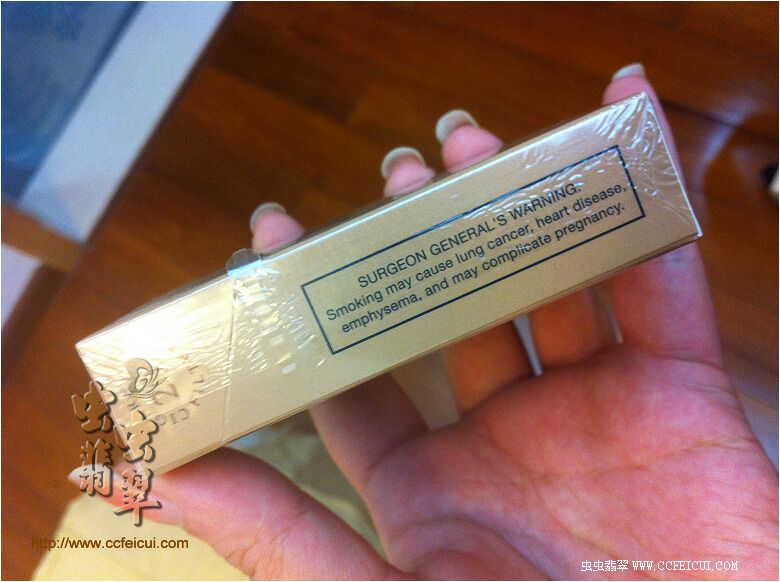 SURGEON GENERAL'S WARNING:
Smoking may cause lung cancer, heart disease,
emphysema, and may complicate pregnancy.
虫虫翡翠
http://www.ccfeicui.com
虫虫翡翠 WWW.CCFEICUI.COM